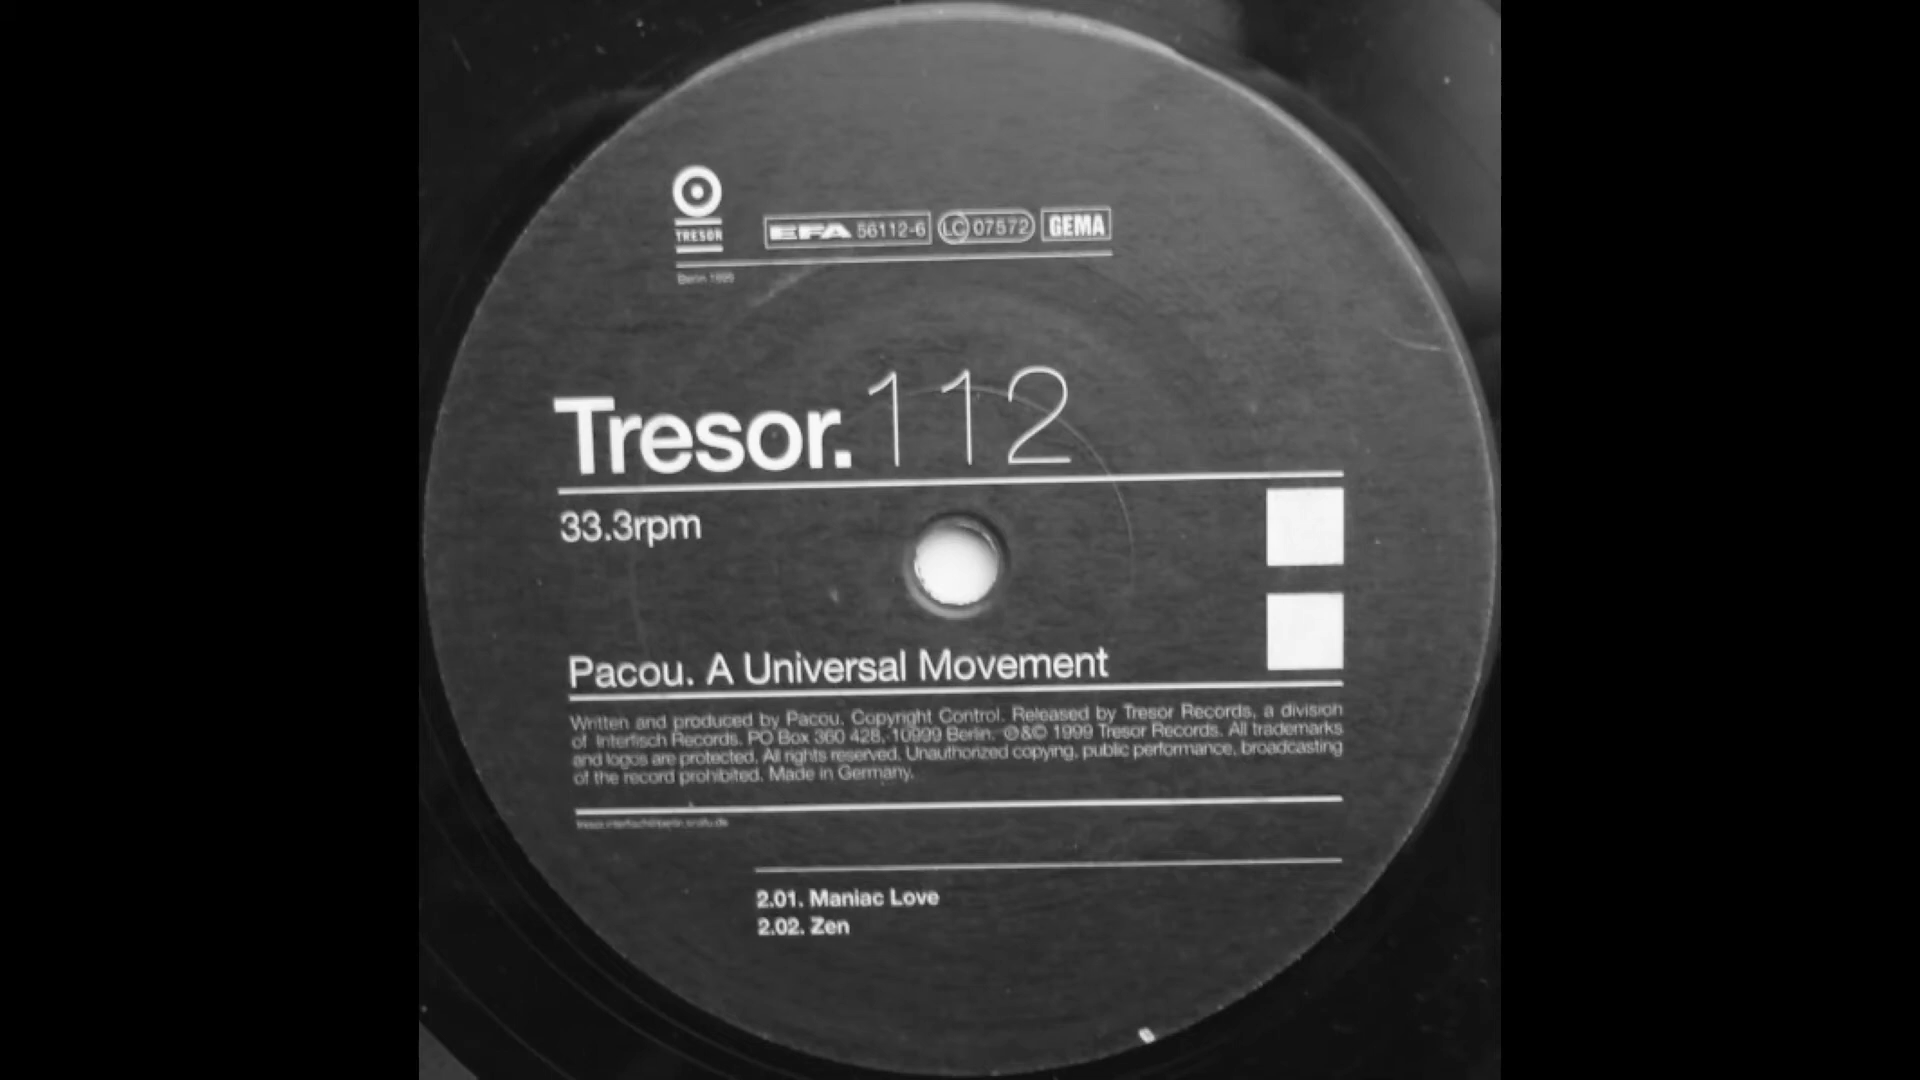 TRESOR
EFA 56112-6 LC 07572 GEMA
Berlin 1999
Tresor.112
33.3rpm
Pacou. A Universal Movement
Written and produced by Pacou. Copyright Control. Released by Tresor Records, a division
of Interfisch Records. PO Box 360 428, 10999 Berlin. ℗&© 1999 Tresor Records. All trademarks
and logos are protected. All rights reserved. Unauthorized copying, public performance, broadcasting
of the record prohibited. Made in Germany.
2.01. Maniac Love
2.02. Zen